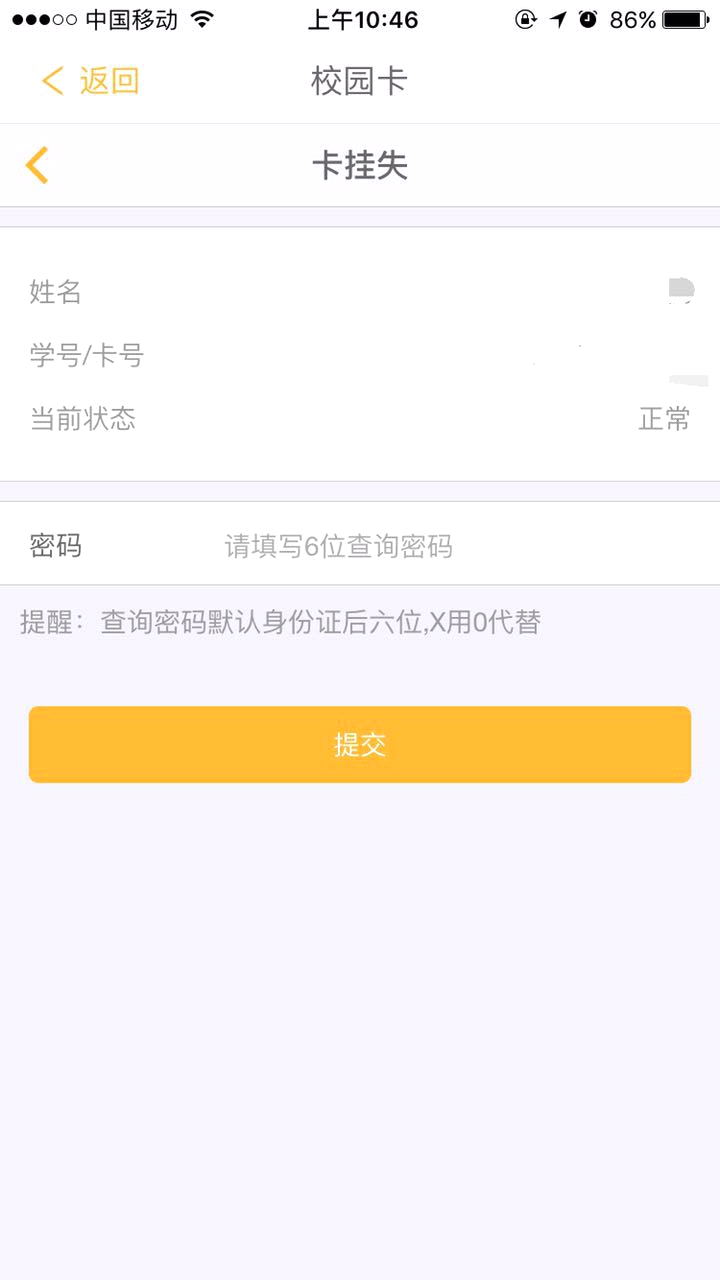 中国移动 上午10:46 86%
返回 校园卡
卡挂失
姓名
学号/卡号
当前状态 正常
密码 请填写6位查询密码
提醒：查询密码默认身份证后六位,X用0代替
提交